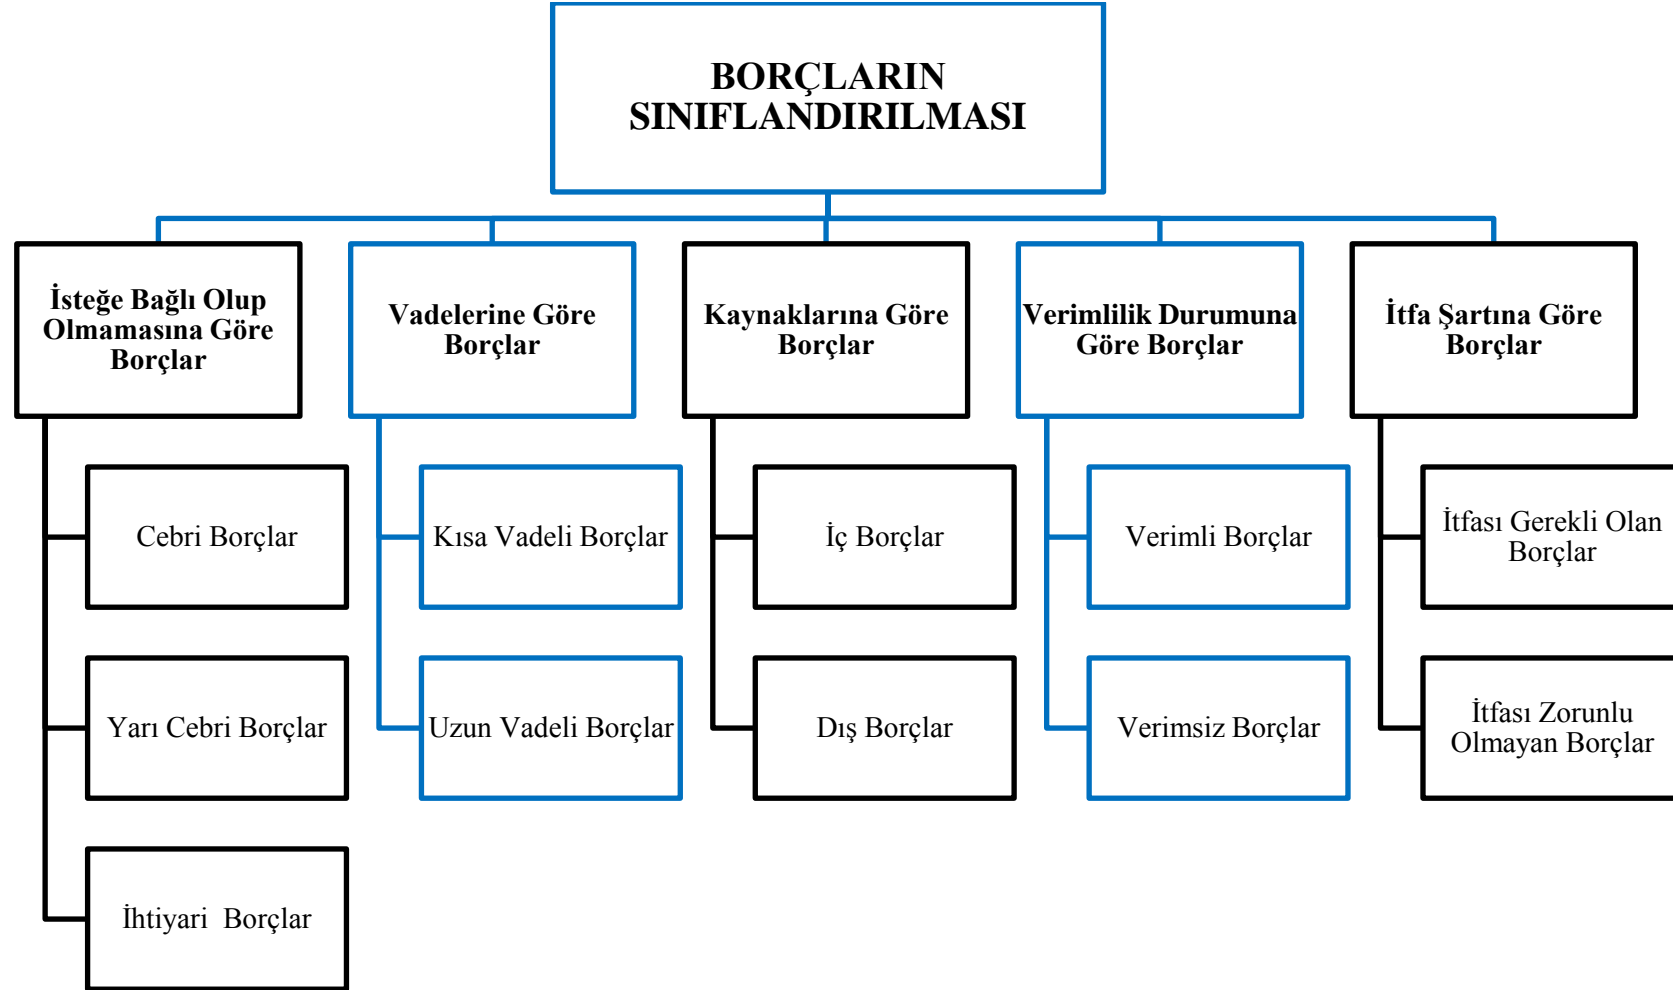 BORÇLARIN
SINIFLANDIRILMASI
İsteğe Bağlı Olup
Olmamasına Göre
Borçlar
Vadelerine Göre
Borçlar
Kaynaklarına Göre
Borçlar
Verimlilik Durumuna
Göre Borçlar
İtfa Şartına Göre
Borçlar
Cebri Borçlar
Kısa Vadeli Borçlar
İç Borçlar
Verimli Borçlar
İtfası Gerekli Olan
Borçlar
Yarı Cebri Borçlar
Uzun Vadeli Borçlar
Dış Borçlar
Verimsiz Borçlar
İtfası Zorunlu
Olmayan Borçlar
İhtiyari  Borçlar